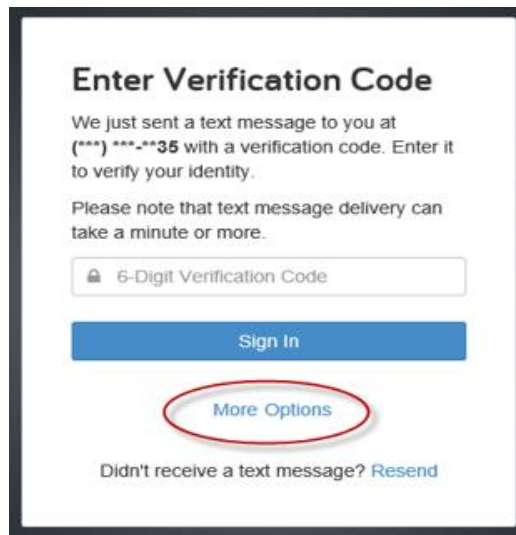 Enter Verification Code
We just sent a text message to you at
(***) ***-**35 with a verification code. Enter it
to verify your identity.
Please note that text message delivery can
take a minute or more.
6-Digit Verification Code
Sign In
More Options
Didn't receive a text message? Resend